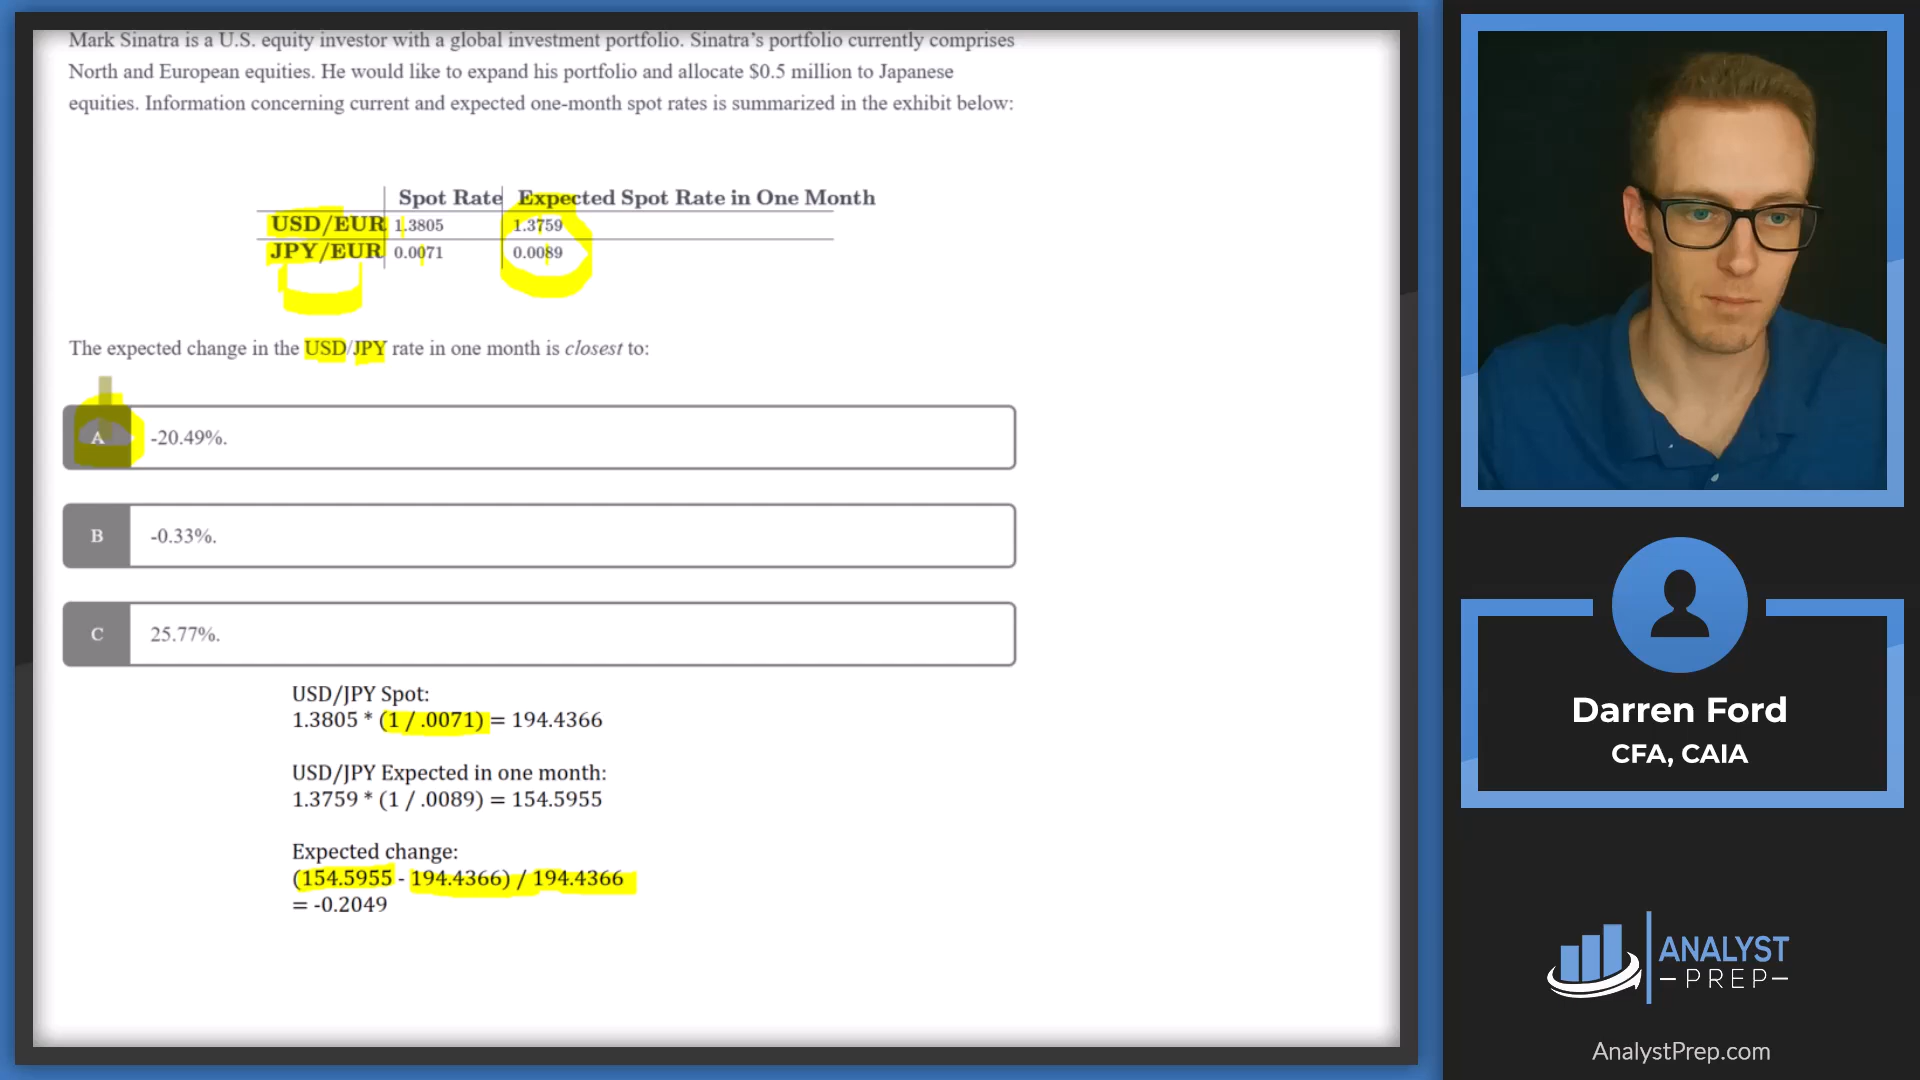 Mark Sinatra is a U.S. equity investor with a global investment portfolio. Sinatra's portfolio currently comprises
North and European equities. He would like to expand his portfolio and allocate $0.5 million to Japanese
equities. Information concerning current and expected one-month spot rates is summarized in the exhibit below:
Spot Rate Expected Spot Rate in One Month
USD/EUR 1.3805 1.3759
JPY/EUR 0.0071 0.0089
The expected change in the USD/JPY rate in one month is closest to:
A -20.49%.
B -0.33%.
C 25.77%.
USD/JPY Spot:
1.3805 * (1 / .0071) = 194.4366
USD/JPY Expected in one month:
1.3759 * (1 / .0089) = 154.5955
Expected change:
(154.5955 - 194.4366) / 194.4366
= -0.2049
Darren Ford
CFA, CAIA
ANALYST
PREP
AnalystPrep.com